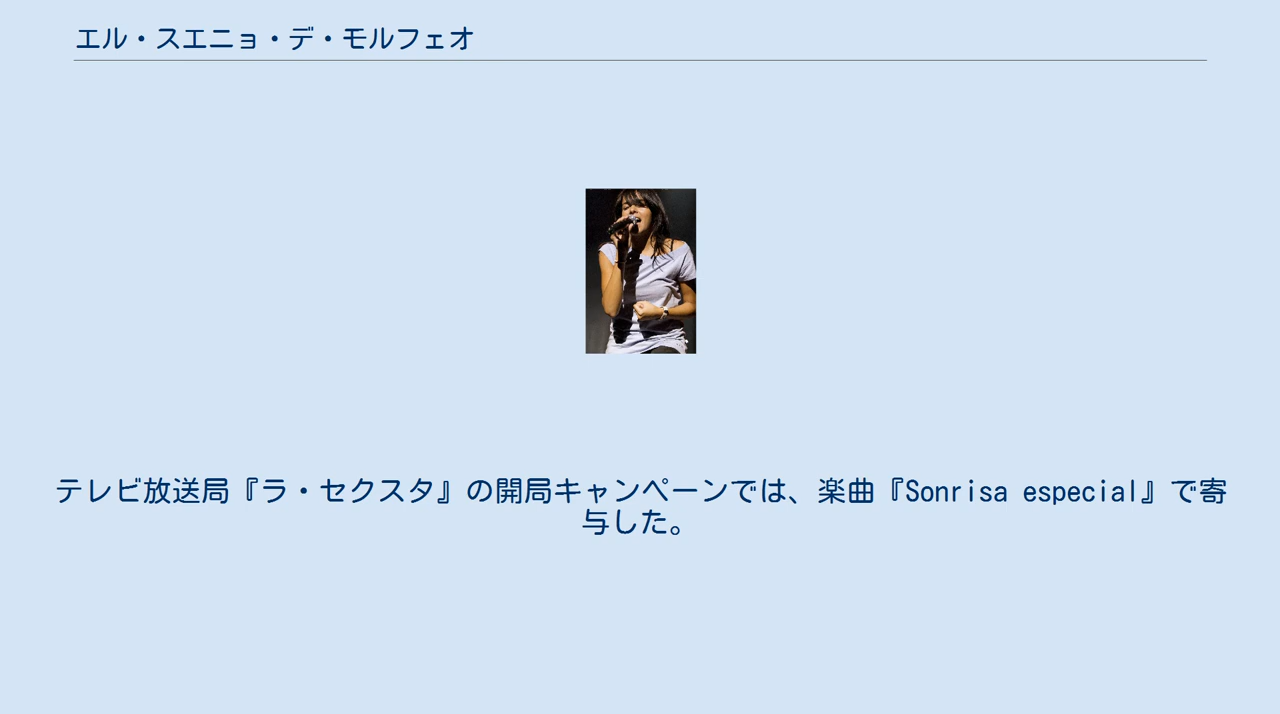 エル・スエニョ・デ・モルフェオ
テレビ放送局『ラ・セクスタ』の開局キャンペーンでは、楽曲『Sonrisa especial』で寄
与した。